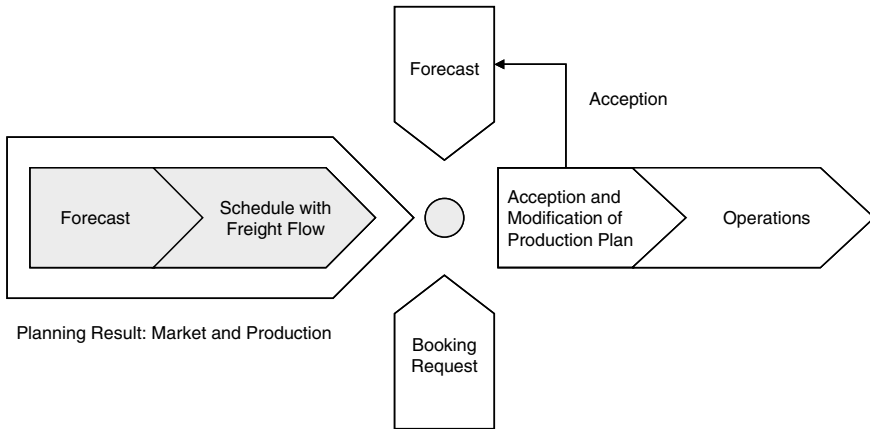 Forecast
Acception
Forecast
Schedule with
Freight Flow
Acception and
Modification of
Production Plan
Operations
Planning Result: Market and Production
Booking
Request